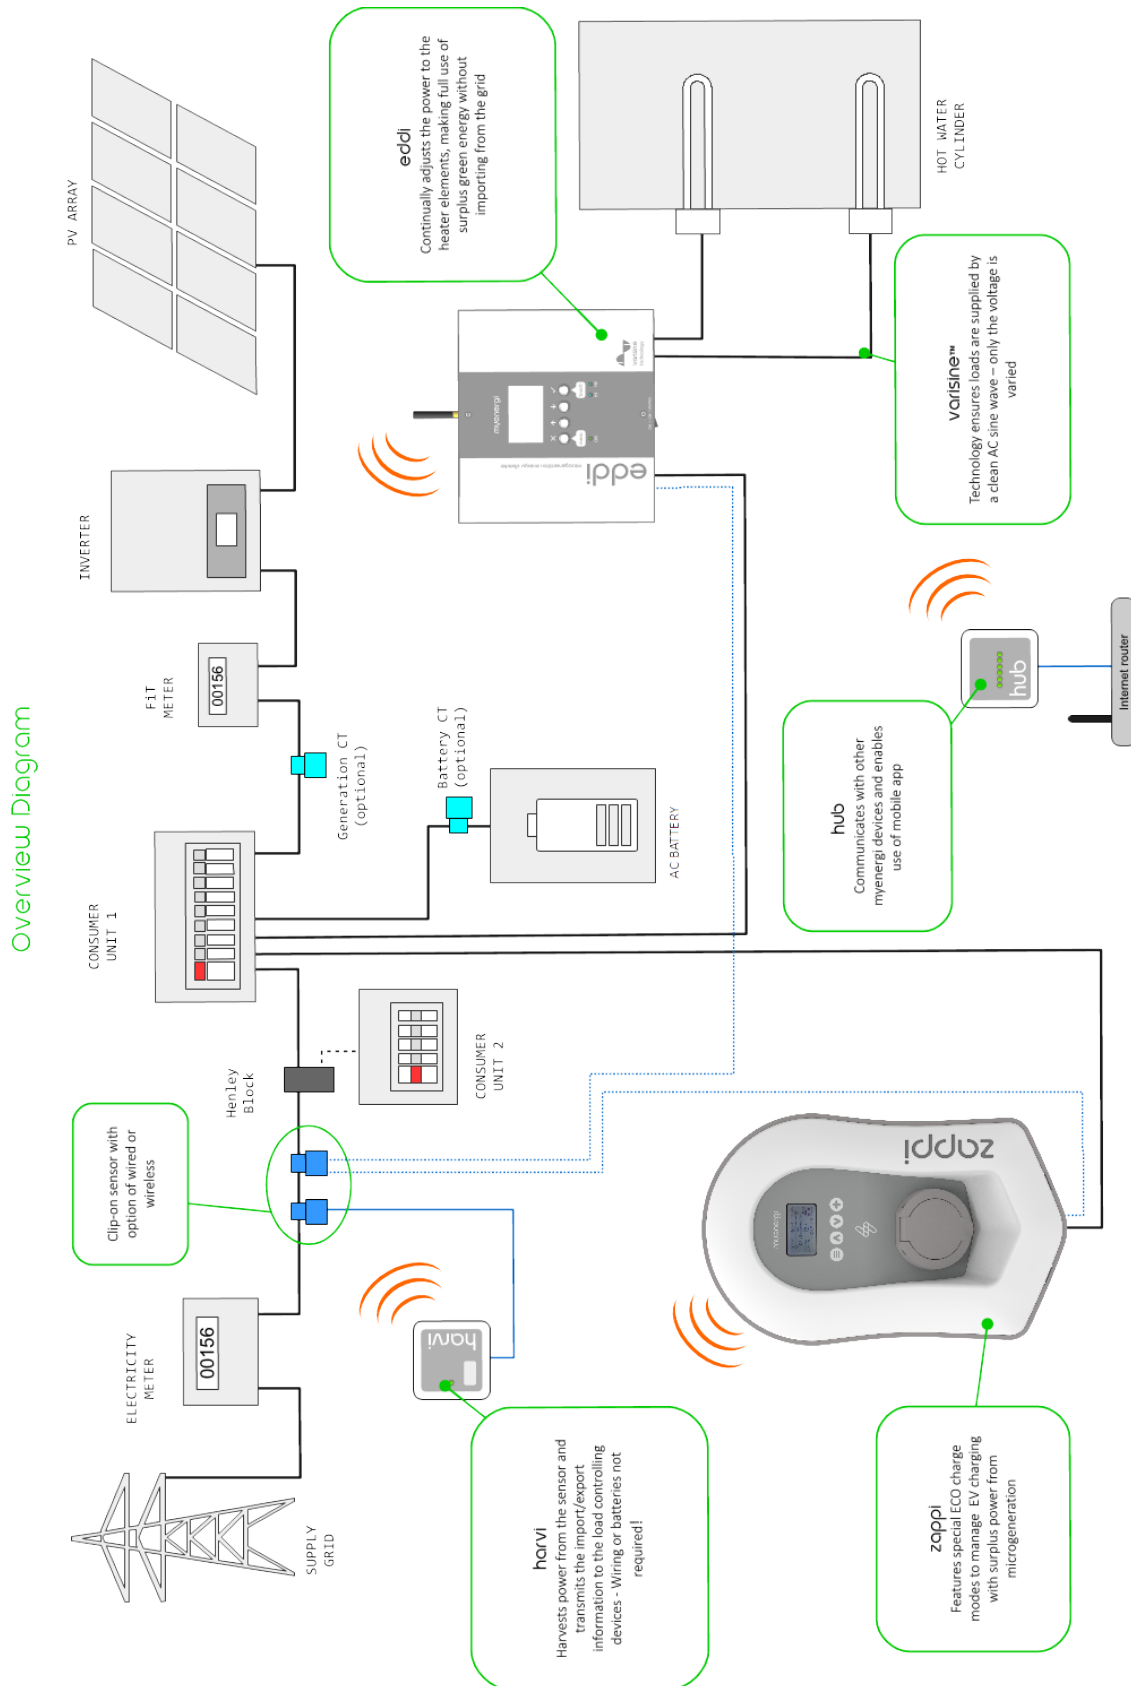 Overview Diagram
SUPPLY
GRID
ELECTRICITY
METER
00156
Clip-on sensor with
option of wired or
wireless
Henley
Block
CONSUMER
UNIT 1
CONSUMER
UNIT 2
Generation CT
(optional)
FiT
METER
00156
INVERTER
PV ARRAY
Battery CT
(optional)
AC BATTERY
eddi
Continually adjusts the power to the
heater elements, making full use of
surplus green energy without
importing from the grid
myenergi
eddi
microgeneration energy diverter
varisine
HOT WATER
CYLINDER
varisine™
Technology ensures loads are supplied by
a clean AC sine wave – only the voltage is
varied
harvi
harvi
Harvests power from the sensor and
transmits the import/export
information to the load controlling
devices - Wiring or batteries not
required!
zappi
myenergi
zappi
Features special ECO charge
modes to manage EV charging
with surplus power from
microgeneration
hub
Communicates with other
myenergi devices and enables
use of mobile app
hub
Internet router